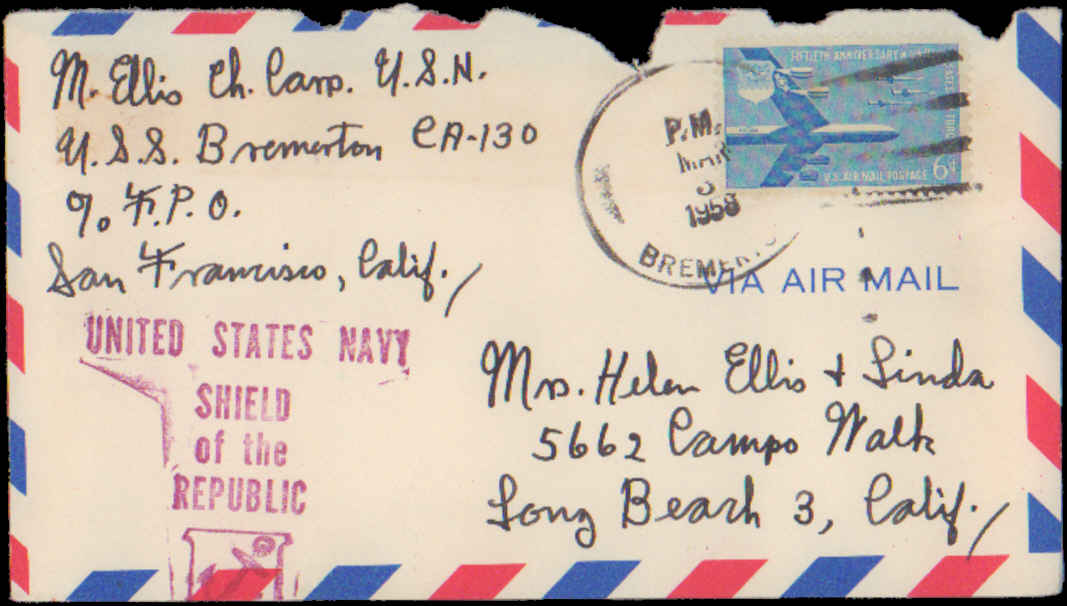 M. Ellis Ch. Carp. U.S.N.
U.S.S. Bremerton CA-130
% F.P.O.
San Francisco, Calif.
UNITED STATES NAVY
SHIELD
of the
REPUBLIC
FIFTIETH ANNIVERSARY
U.S. AIR MAIL POSTAGE 6¢
P.M.
1958
VIA AIR MAIL
Mrs. Helen Ellis + Linda
5662 Campo Walk
Long Beach 3, Calif.